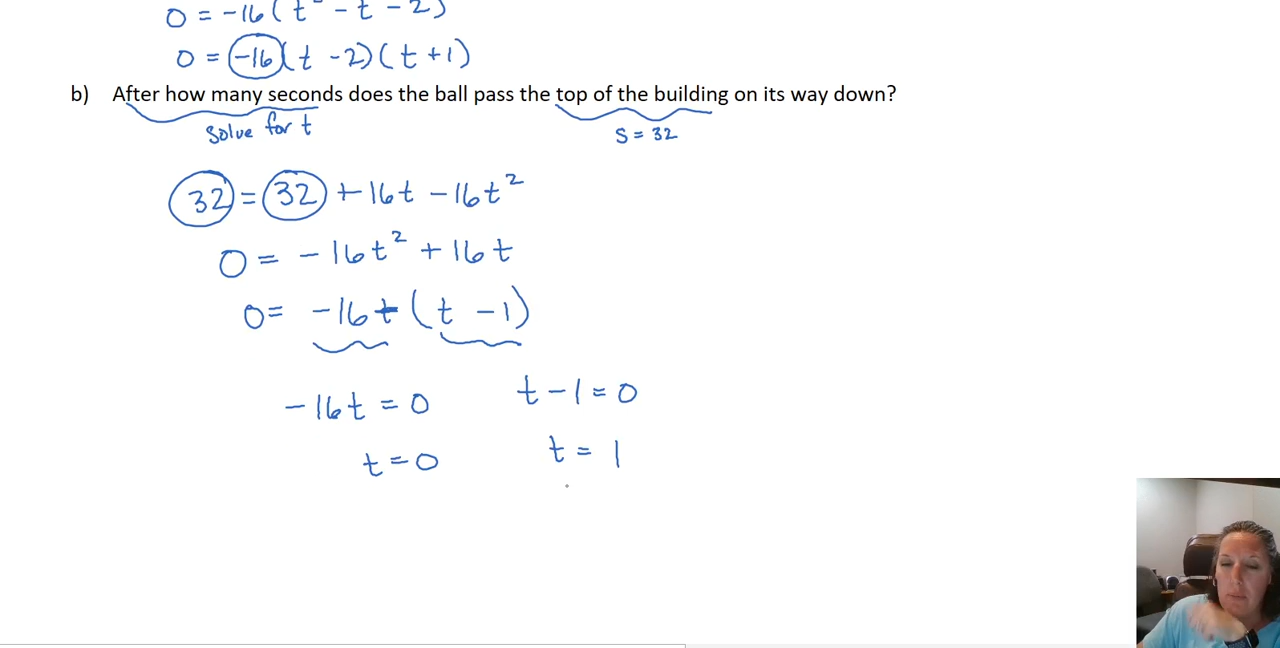 0 = -16(t² - t - 2)
0 = -16(t - 2)(t + 1)
b) After how many seconds does the ball pass the top of the building on its way down?
Solve for t
S = 32
32 = 32 + 16t - 16t²
0 = -16t² + 16t
0 = -16t(t - 1)
-16t = 0 t - 1 = 0
t = 0 t = 1